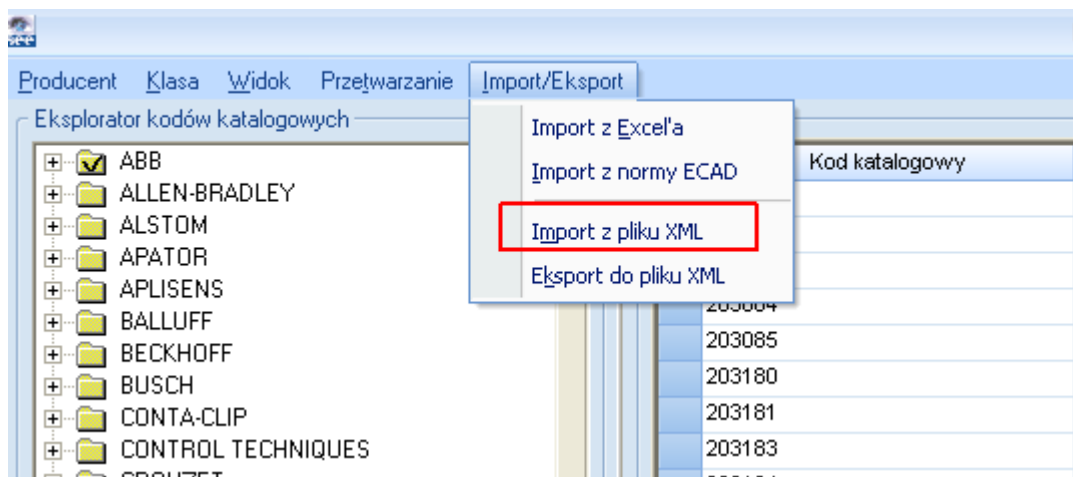 see
Producent Klasa Widok Przetwarzanie Import/Eksport
Eksplorator kodów katalogowych
Import z Excel'a
Import z normy ECAD
Import z pliku XML
Eksport do pliku XML
ABB
ALLEN-BRADLEY
ALSTOM
APATOR
APLISENS
BALLUFF
BECKHOFF
BUSCH
CONTA-CLIP
CONTROL TECHNIQUES
Kod katalogowy
203085
203180
203181
203183